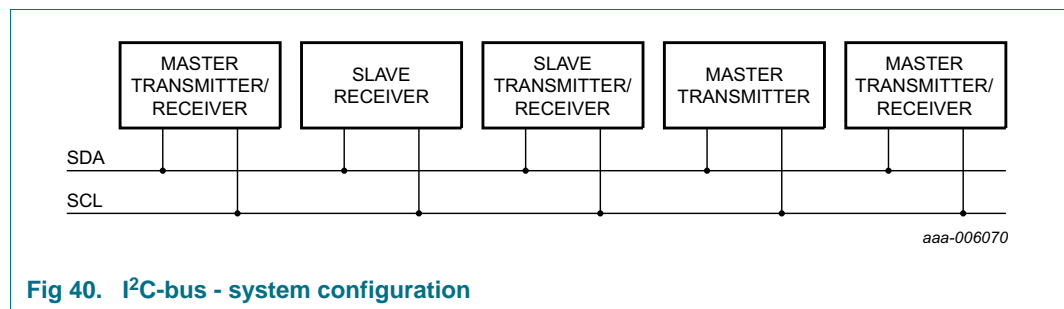 MASTER
TRANSMITTER/
RECEIVER
SLAVE
RECEIVER
SLAVE
TRANSMITTER/
RECEIVER
MASTER
TRANSMITTER
MASTER
TRANSMITTER/
RECEIVER
SDA
SCL
aaa-006070
Fig 40. I²C-bus - system configuration